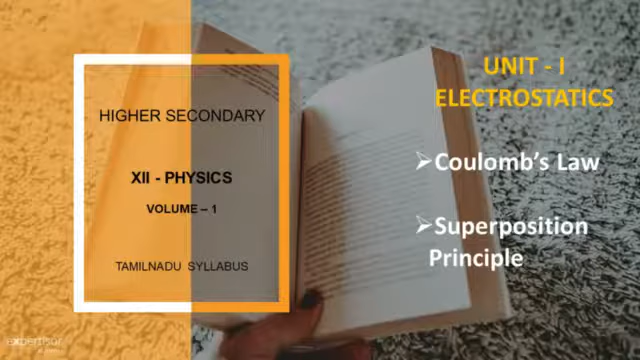 HIGHER SECONDARY
XII - PHYSICS
VOLUME – 1
TAMILNADU SYLLABUS
UNIT - I
ELECTROSTATICS
➢Coulomb's Law
➢Superposition
Principle